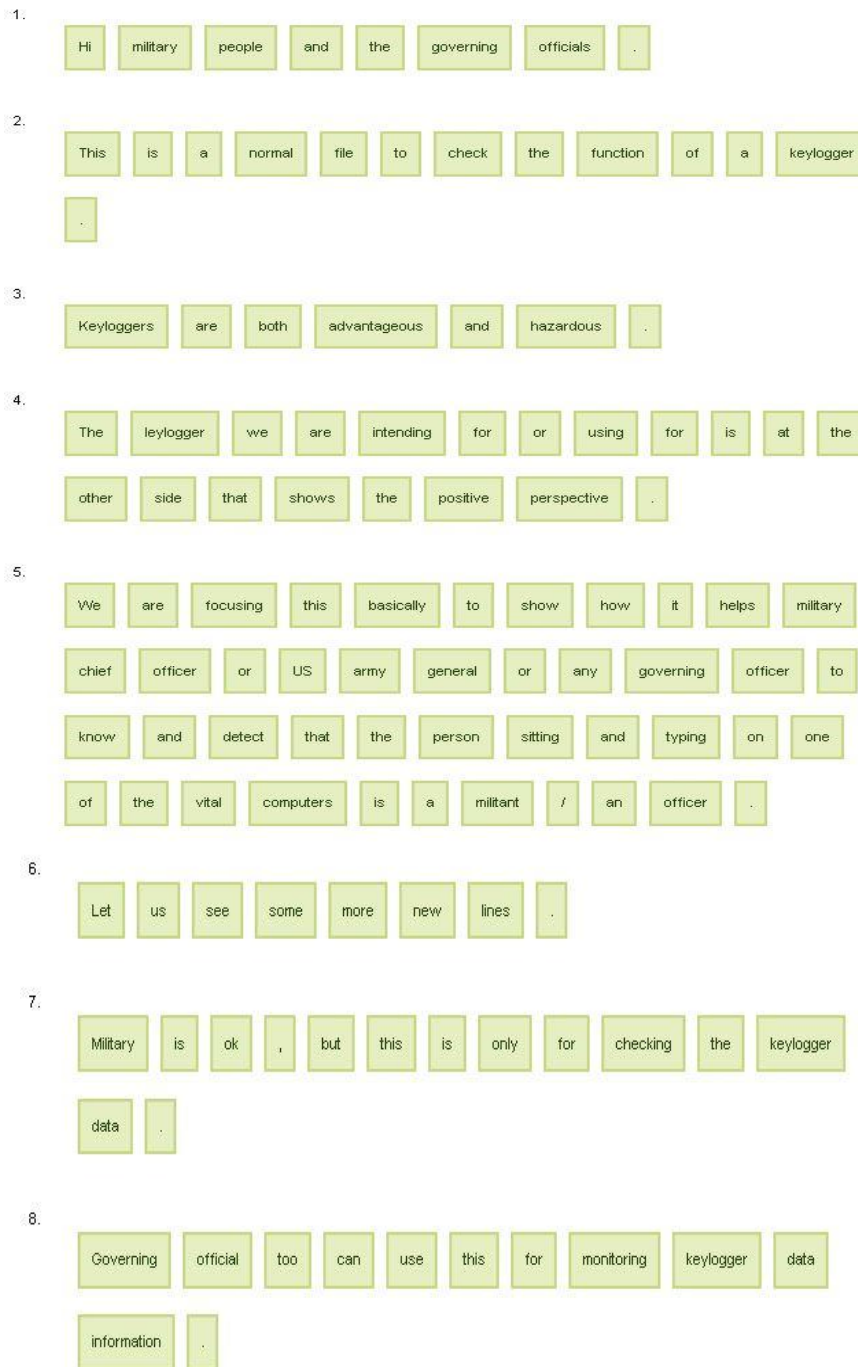 1.
Hi military people and the governing officials .
2.
This is a normal file to check the function of a keylogger
.
3.
Keyloggers are both advantageous and hazardous .
4.
The leylogger we are intending for or using for is at the
other side that shows the positive perspective .
5.
We are focusing this basically to show how it helps military
chief officer or US army general or any governing officer to
know and detect that the person sitting and typing on one
of the vital computers is a militant / an officer .
6.
Let us see some more new lines .
7.
Military is ok , but this is only for checking the keylogger
data .
8.
Governing official too can use this for monitoring keylogger data
information .